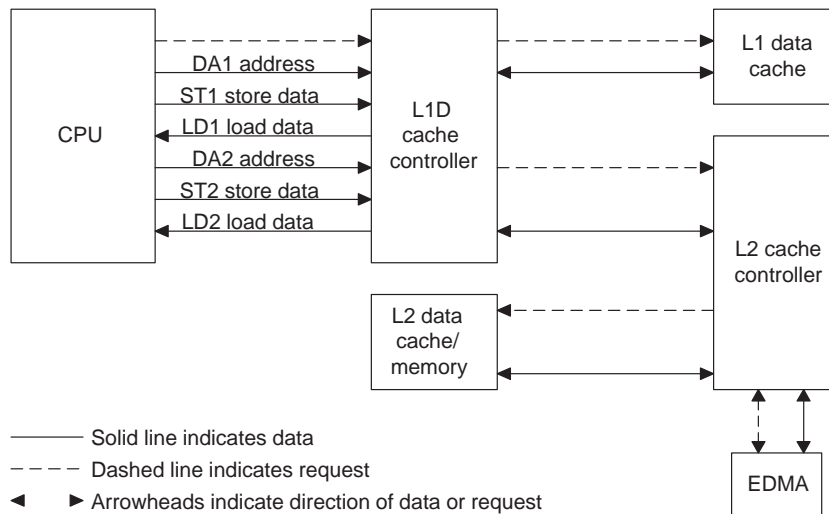 CPU
DA1 address
ST1 store data
LD1 load data
DA2 address
ST2 store data
LD2 load data
L1D
cache
controller
L1 data
cache
L2 cache
controller
L2 data
cache/
memory
EDMA
Solid line indicates data
Dashed line indicates request
Arrowheads indicate direction of data or request